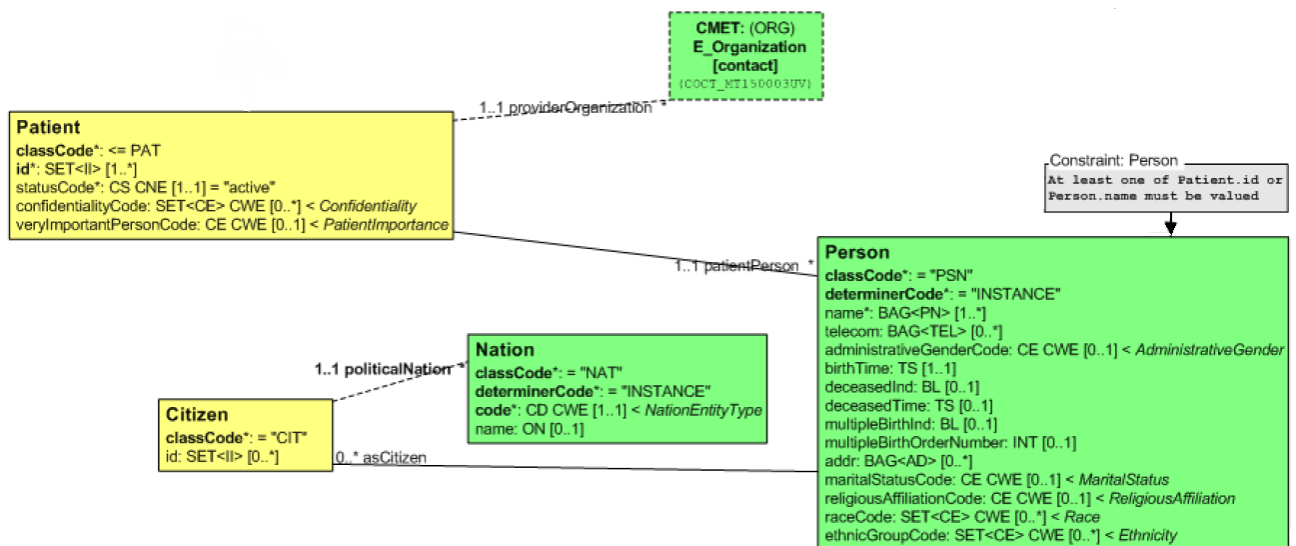 CMET: (ORG)
E_Organization
[contact]
(COCT_MT150003UV)
1..1 providerOrganization *
Patient
classCode*: <= PAT
id*: SET<II> [1..*]
statusCode*: CS CNE [1..1] = "active"
confidentialityCode: SET<CE> CWE [0..*] < Confidentiality
veryImportantPersonCode: CE CWE [0..1] < PatientImportance
Constraint: Person
At least one of Patient.id or
Person.name must be valued
1..1 patientPerson *
Person
classCode*: = "PSN"
determinerCode*: = "INSTANCE"
name*: BAG<PN> [1..*]
telecom: BAG<TEL> [0..*]
administrativeGenderCode: CE CWE [0..1] < AdministrativeGender
birthTime: TS [1..1]
deceasedInd: BL [0..1]
deceasedTime: TS [0..1]
multipleBirthInd: BL [0..1]
multipleBirthOrderNumber: INT [0..1]
addr: BAG<AD> [0..*]
maritalStatusCode: CE CWE [0..1] < MaritalStatus
religiousAffiliationCode: CE CWE [0..1] < ReligiousAffiliation
raceCode: SET<CE> CWE [0..*] < Race
ethnicGroupCode: SET<CE> CWE [0..*] < Ethnicity
1..1 politicalNation *
Nation
classCode*: = "NAT"
determinerCode*: = "INSTANCE"
code*: CD CWE [1..1] < NationEntityType
name: ON [0..1]
Citizen
classCode*: = "CIT"
id: SET<II> [0..*]
0..* asCitizen